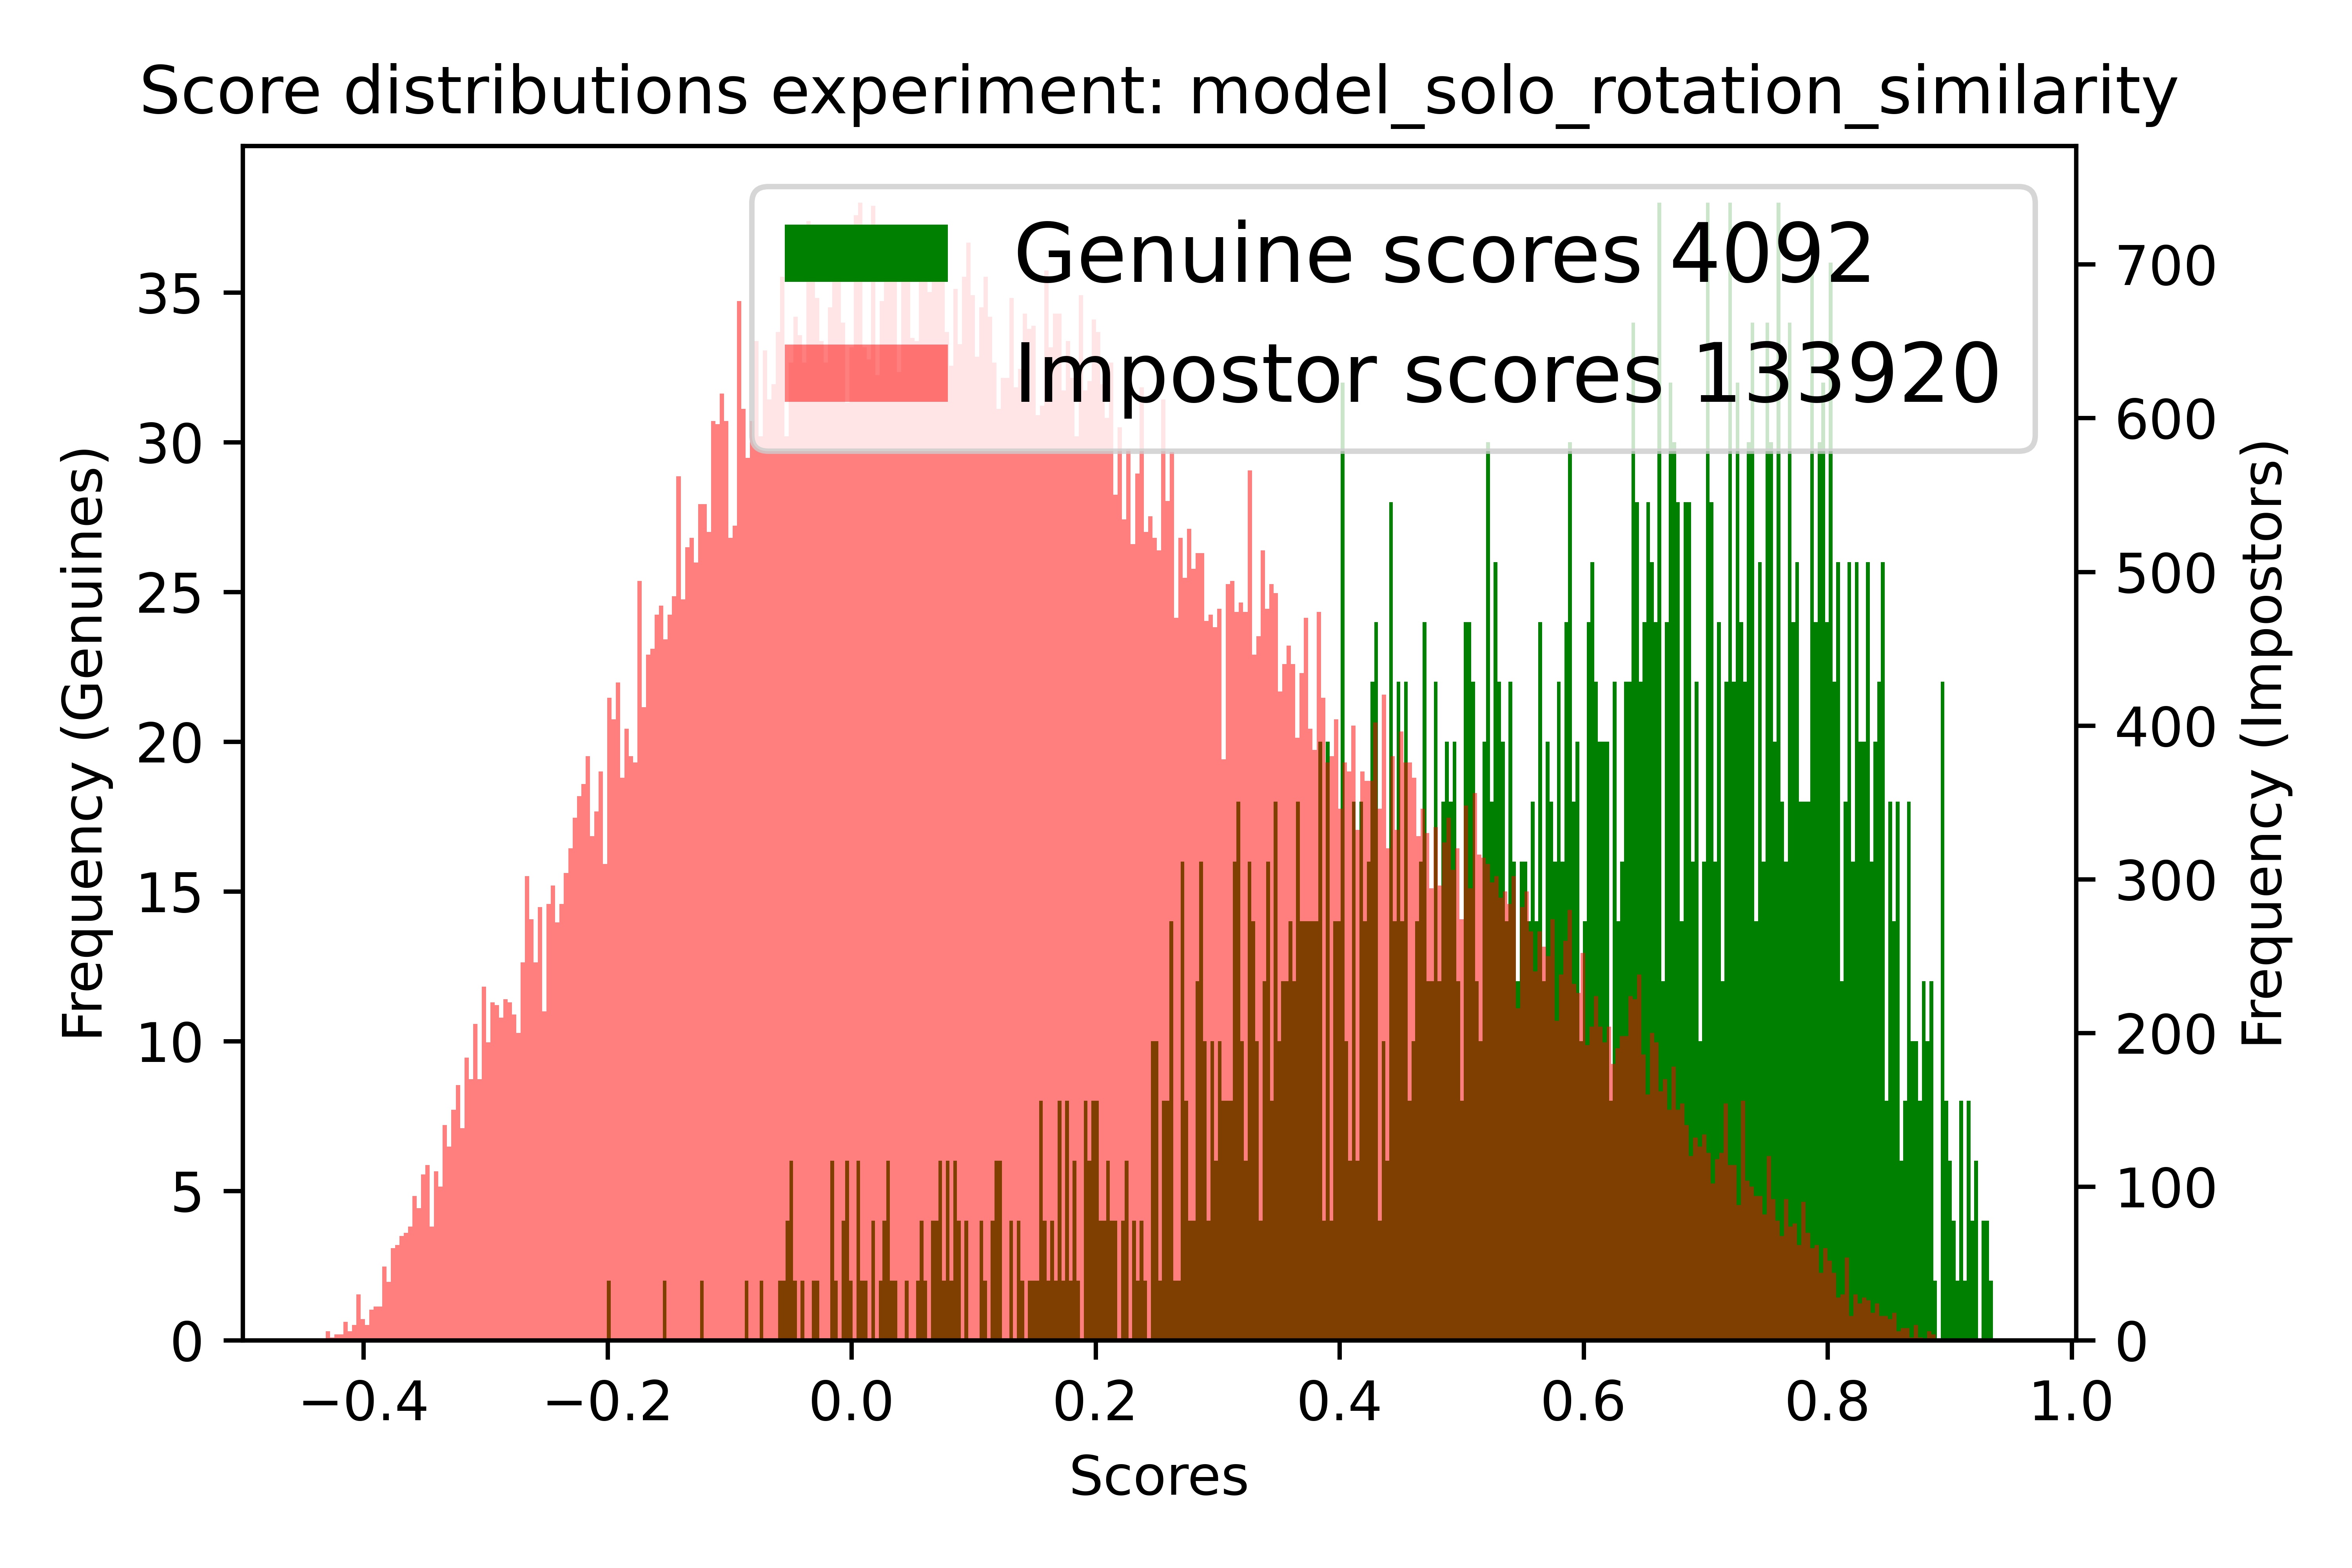 Score distributions experiment: model_solo_rotation_similarity
Genuine scores 4092
Impostor scores 133920
Frequency (Genuines)
35
30
25
20
15
10
5
0
700
600
500
400
300
200
100
0
Frequency (Impostors)
−0.4 −0.2 0.0 0.2 0.4 0.6 0.8 1.0
Scores